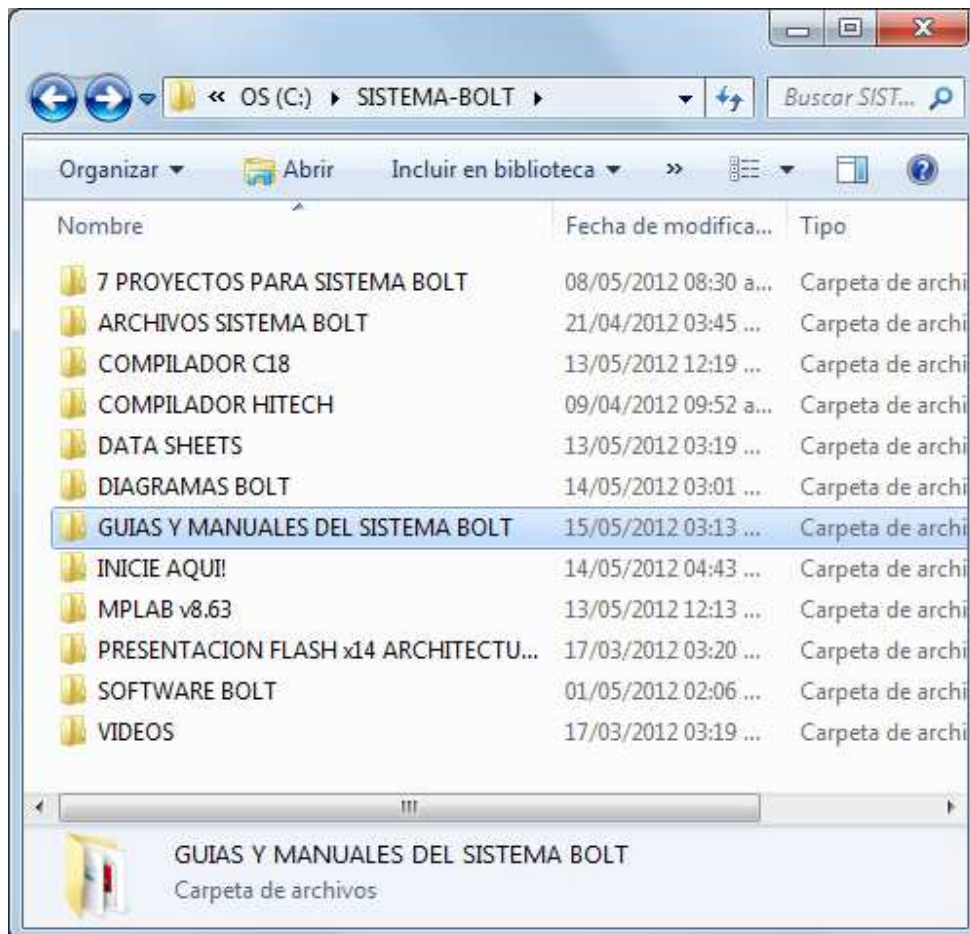 « OS (C:) ▸ SISTEMA-BOLT ▸ Buscar SIST...
Organizar Abrir Incluir en biblioteca »
Nombre Fecha de modifica... Tipo
7 PROYECTOS PARA SISTEMA BOLT 08/05/2012 08:30 a... Carpeta de archi
ARCHIVOS SISTEMA BOLT 21/04/2012 03:45 ... Carpeta de archi
COMPILADOR C18 13/05/2012 12:19 ... Carpeta de archi
COMPILADOR HITECH 09/04/2012 09:52 a... Carpeta de archi
DATA SHEETS 13/05/2012 03:19 ... Carpeta de archi
DIAGRAMAS BOLT 14/05/2012 03:01 ... Carpeta de archi
GUIAS Y MANUALES DEL SISTEMA BOLT 15/05/2012 03:13 ... Carpeta de archi
INICIE AQUI! 14/05/2012 04:43 ... Carpeta de archi
MPLAB v8.63 13/05/2012 12:13 ... Carpeta de archi
PRESENTACION FLASH x14 ARCHITECTU... 17/03/2012 03:20 ... Carpeta de archi
SOFTWARE BOLT 01/05/2012 02:06 ... Carpeta de archi
VIDEOS 17/03/2012 03:19 ... Carpeta de archi
GUIAS Y MANUALES DEL SISTEMA BOLT
Carpeta de archivos